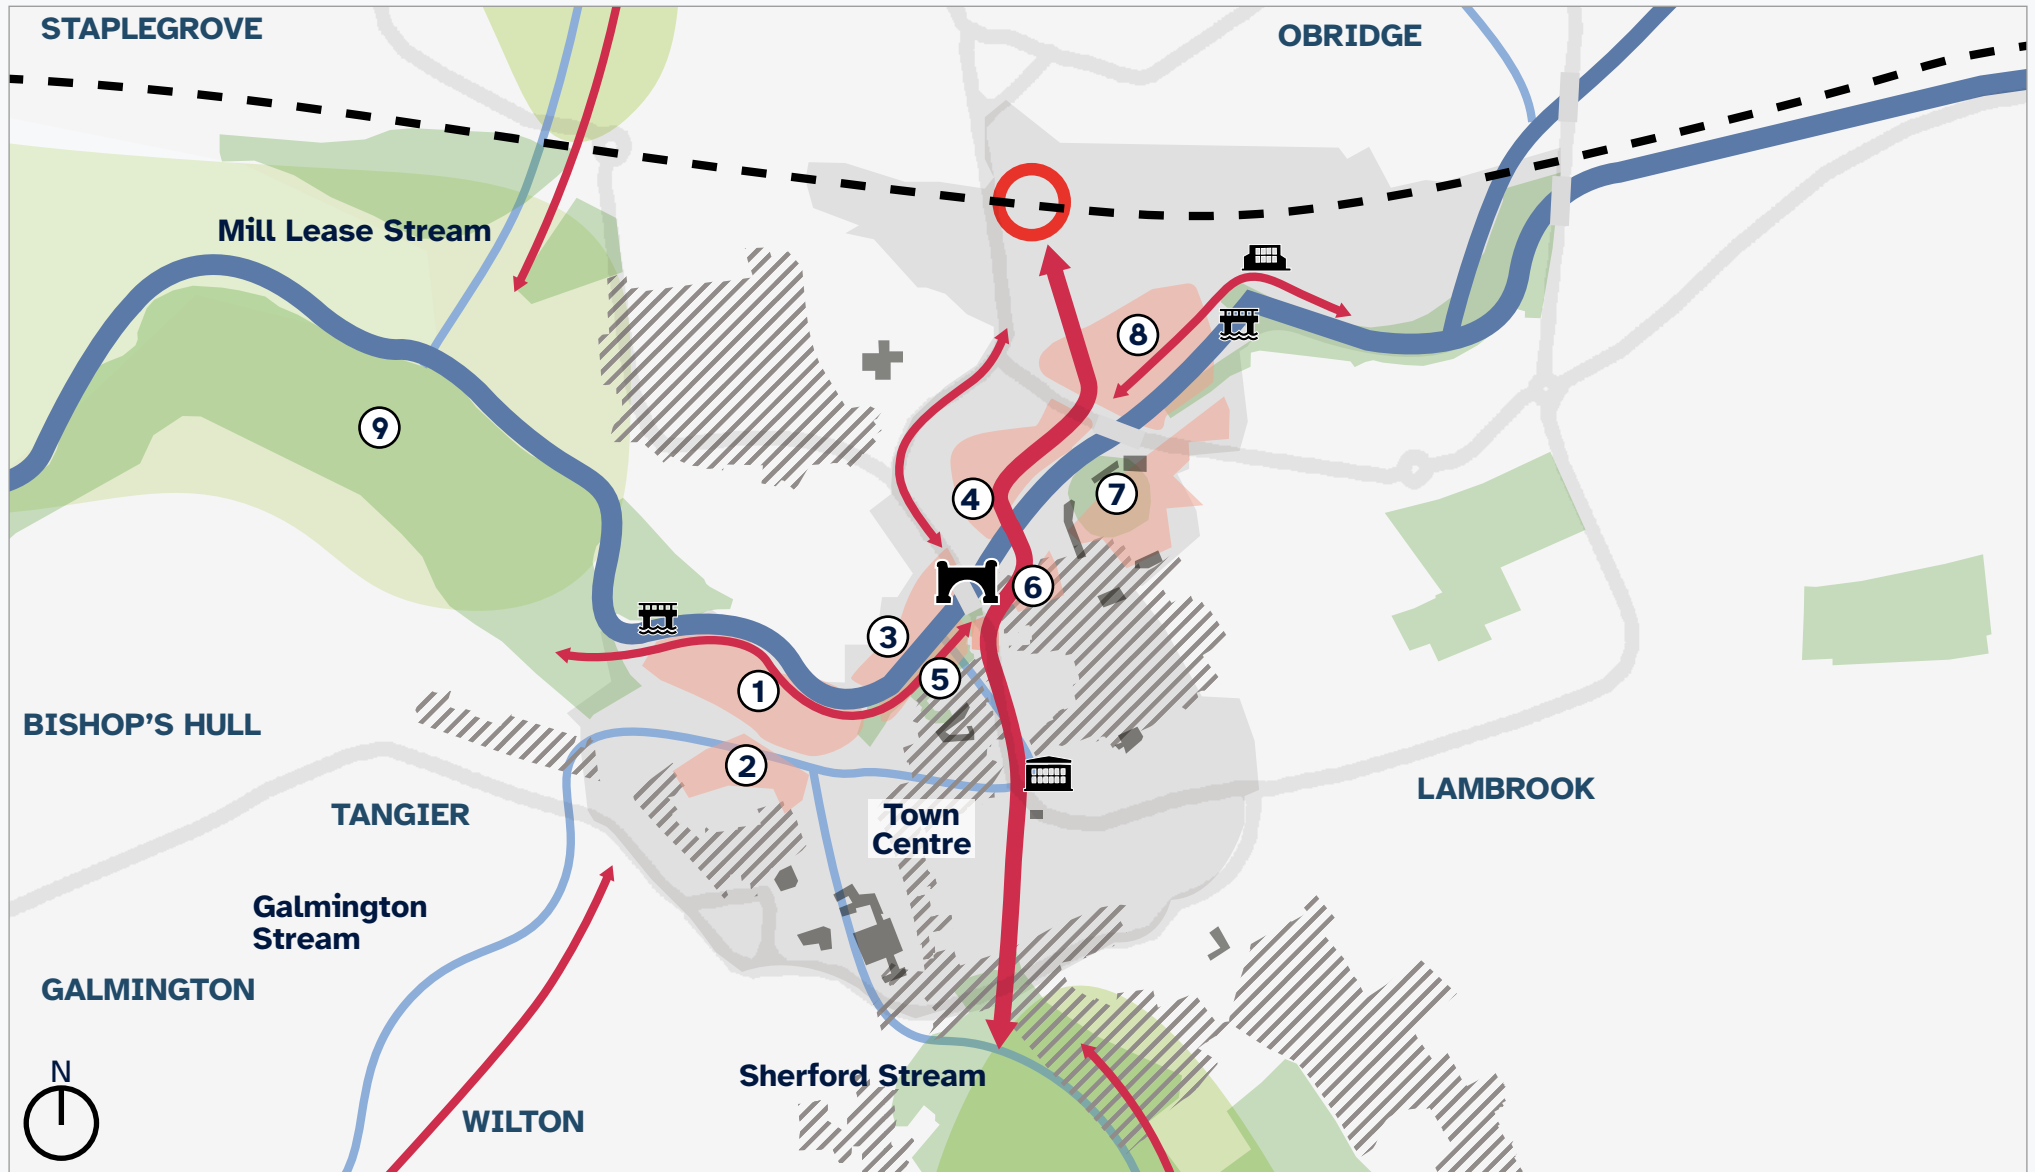 STAPLEGROVE
OBRIDGE
Mill Lease Stream
8
9
4
7
6
3
5
1
2
BISHOP'S HULL
TANGIER
Town
Centre
LAMBROOK
Galmington
Stream
GALMINGTON
N
Sherford Stream
WILTON